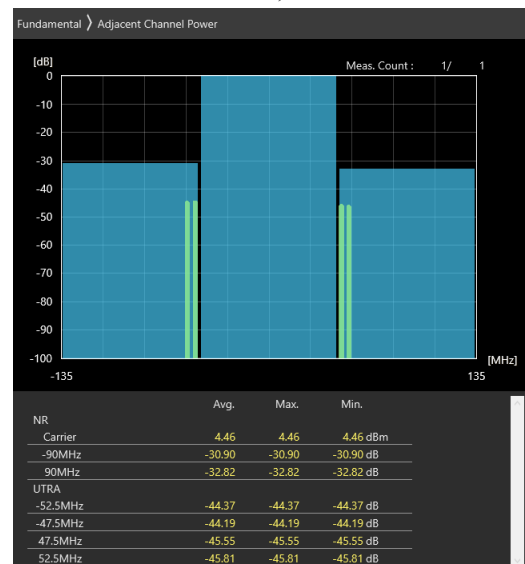 Fundamental 〉 Adjacent Channel Power
[dB] Meas. Count : 1/ 1
0
-10
-20
-30
-40
-50
-60
-70
-80
-90
-100 [MHz]
-135 135
Avg. Max. Min.
NR
Carrier 4.46 4.46 4.46 dBm
-90MHz -30.90 -30.90 -30.90 dB
90MHz -32.82 -32.82 -32.82 dB
UTRA
-52.5MHz -44.37 -44.37 -44.37 dB
-47.5MHz -44.19 -44.19 -44.19 dB
47.5MHz -45.55 -45.55 -45.55 dB
52.5MHz -45.81 -45.81 -45.81 dB